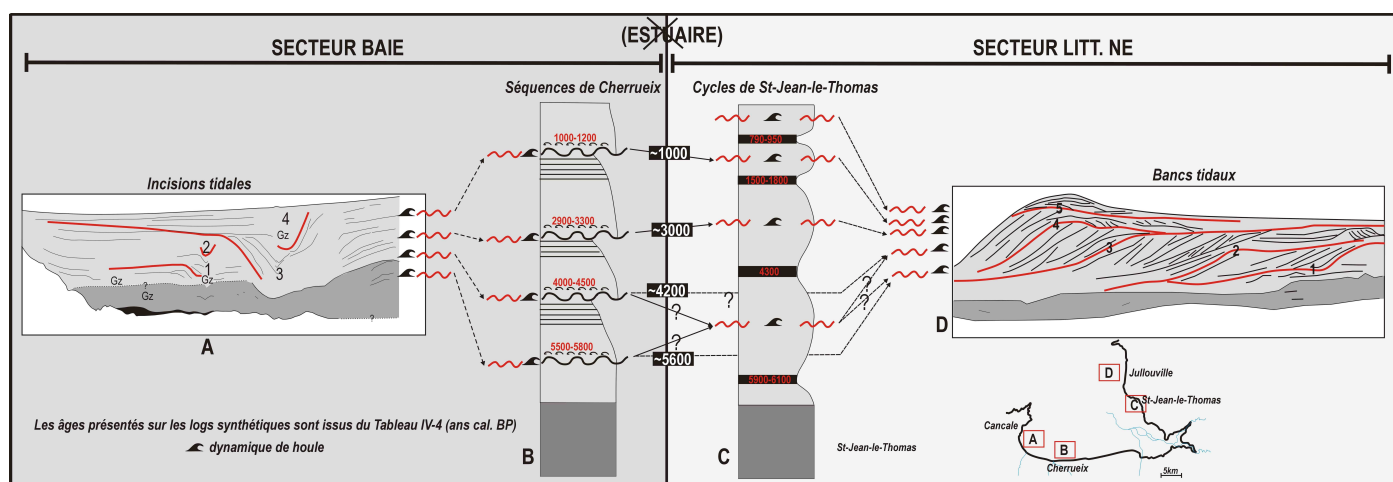 (ESTUAIRE)
SECTEUR BAIE
SECTEUR LITT. NE
Séquences de Cherrueix
Cycles de St-Jean-le-Thomas
1000-1200
790-950
~1000
1500-1800
Incisions tidales
Bancs tidaux
4
Gz
2
1
3
Gz
Gz
?
Gz
?
A
2900-3300
~3000
4300
4000-4500
~4200
?
?
?
?
?
5500-5800
~5600
5900-6100
5
4
3
2
1
D
Les âges présentés sur les logs synthétiques sont issus du Tableau IV-4 (ans cal. BP)
dynamique de houle
B
C
St-Jean-le-Thomas
D
Jullouville
C
St-Jean-le-Thomas
Cancale
A
B
Cherrueix
5km